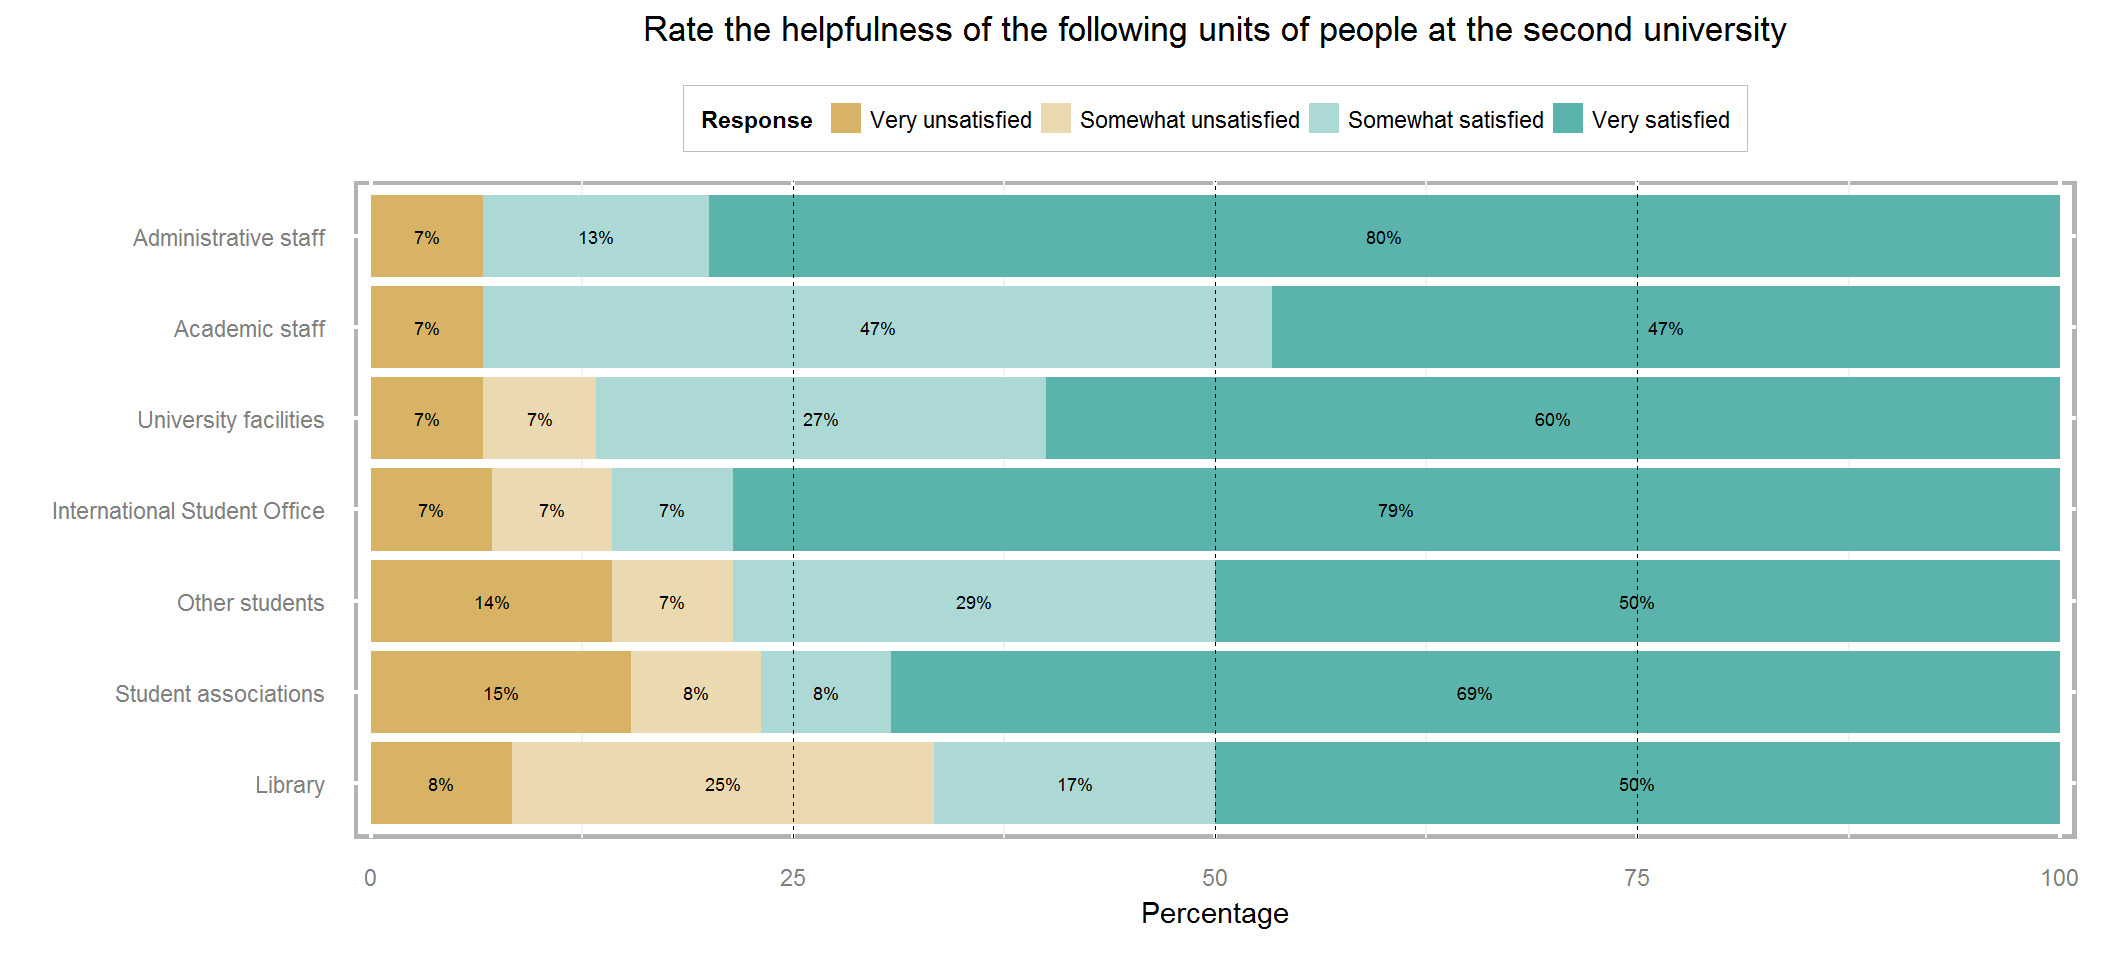 Rate the helpfulness of the following units of people at the second university
Response Very unsatisfied Somewhat unsatisfied Somewhat satisfied Very satisfied
Administrative staff 7% 13% 80%
Academic staff 7% 47% 47%
University facilities 7% 7% 27% 60%
International Student Office 7% 7% 7% 79%
Other students 14% 7% 29% 50%
Student associations 15% 8% 8% 69%
Library 8% 25% 17% 50%
0 25 50 75 100
Percentage